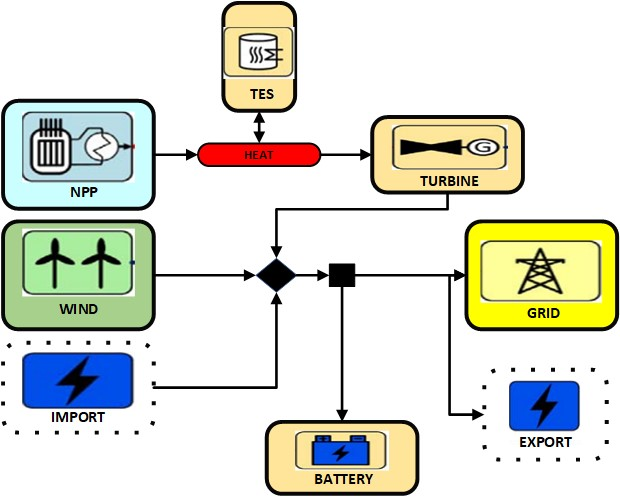 TES
NPP
HEAT
G
TURBINE
WIND
GRID
IMPORT
EXPORT
BATTERY